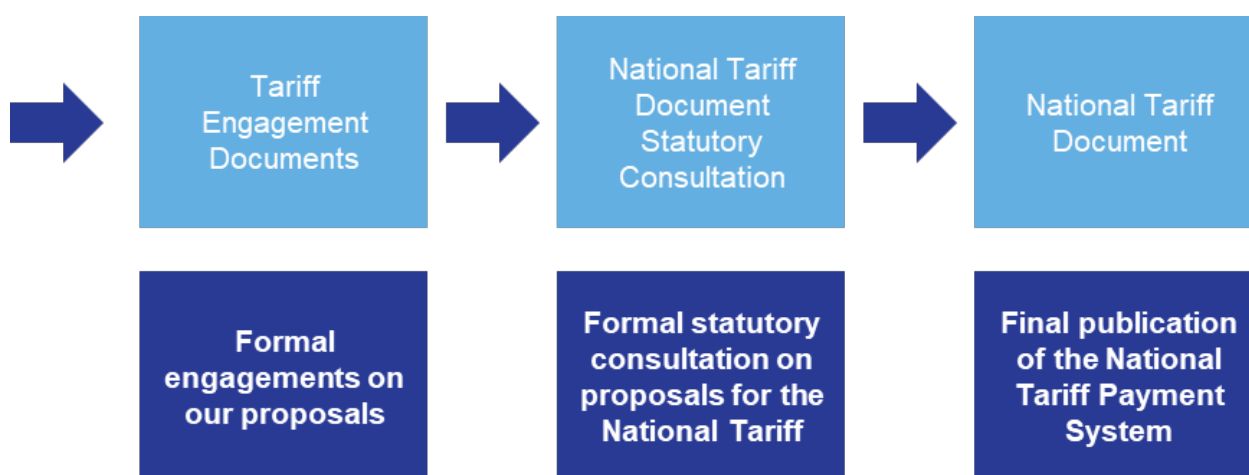 Tariff
Engagement
Documents
National Tariff
Document
Statutory
Consultation
National Tariff
Document
Formal
engagements on
our proposals
Formal statutory
consultation on
proposals for the
National Tariff
Final publication
of the National
Tariff Payment
System